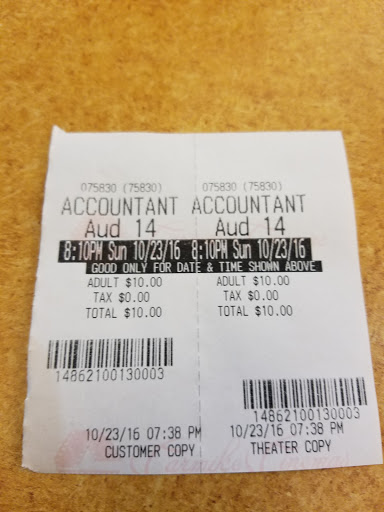 075830 (75830) 075830 (75830)
ACCOUNTANT ACCOUNTANT
Aud 14 Aud 14
8:10PM Sun 10/23/16 8:10PM Sun 10/23/16
GOOD ONLY FOR DATE & TIME SHOWN ABOVE
ADULT $10.00 ADULT $10.00
TAX $0.00 TAX $0.00
TOTAL $10.00 TOTAL $10.00
14862100130003
14862100130003
10/23/16 07:38 PM 10/23/16 07:38 PM
CUSTOMER COPY THEATER COPY